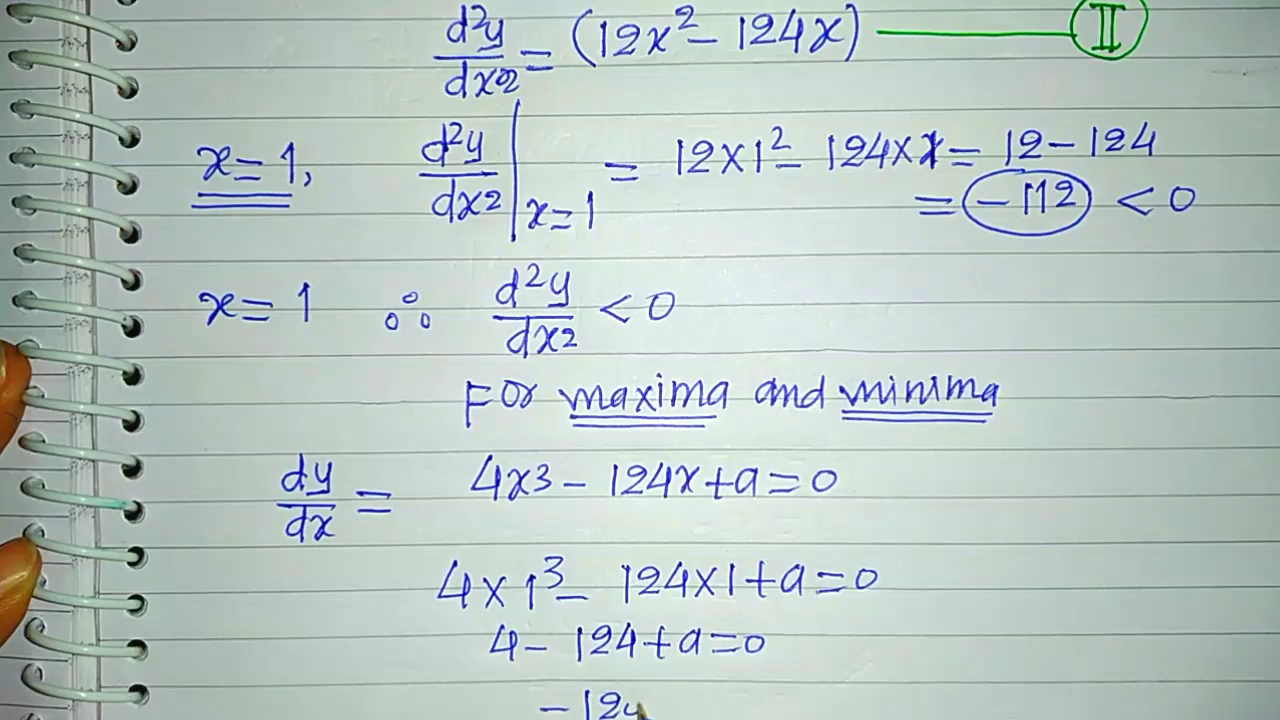 d²y/dx² = (12x² - 124x) — II
x = 1, d²y/dx² | x=1 = 12×1² - 124×1 = 12 - 124
= -112 < 0
x = 1 ∴ d²y/dx² < 0
For maxima and minima
dy/dx = 4x³ - 124x + a = 0
4×1³ - 124×1 + a = 0
4 - 124 + a = 0
- 124